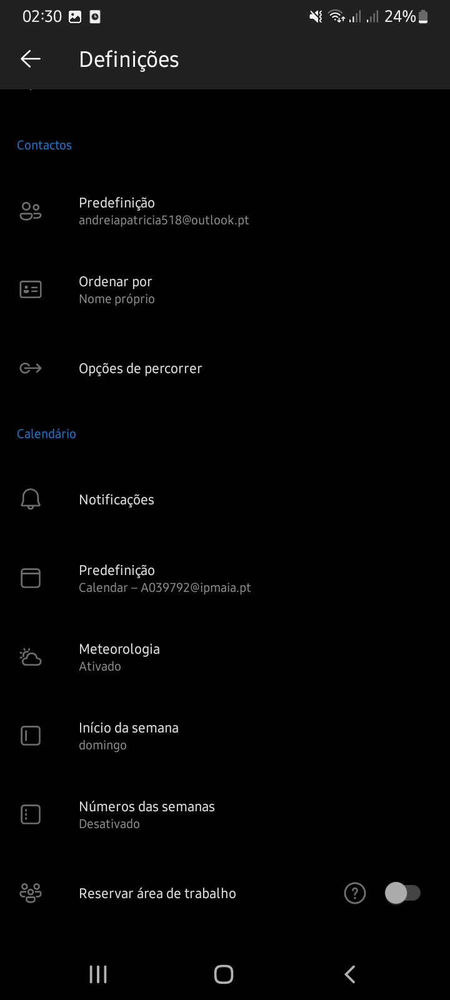 02:30
24%
Definições
Contactos
Predefinição
andreiapatricia518@outlook.pt
Ordenar por
Nome próprio
Opções de percorrer
Calendário
Notificações
Predefinição
Calendar – A039792@ipmaia.pt
Meteorologia
Ativado
Início da semana
domingo
Números das semanas
Desativado
Reservar área de trabalho
?